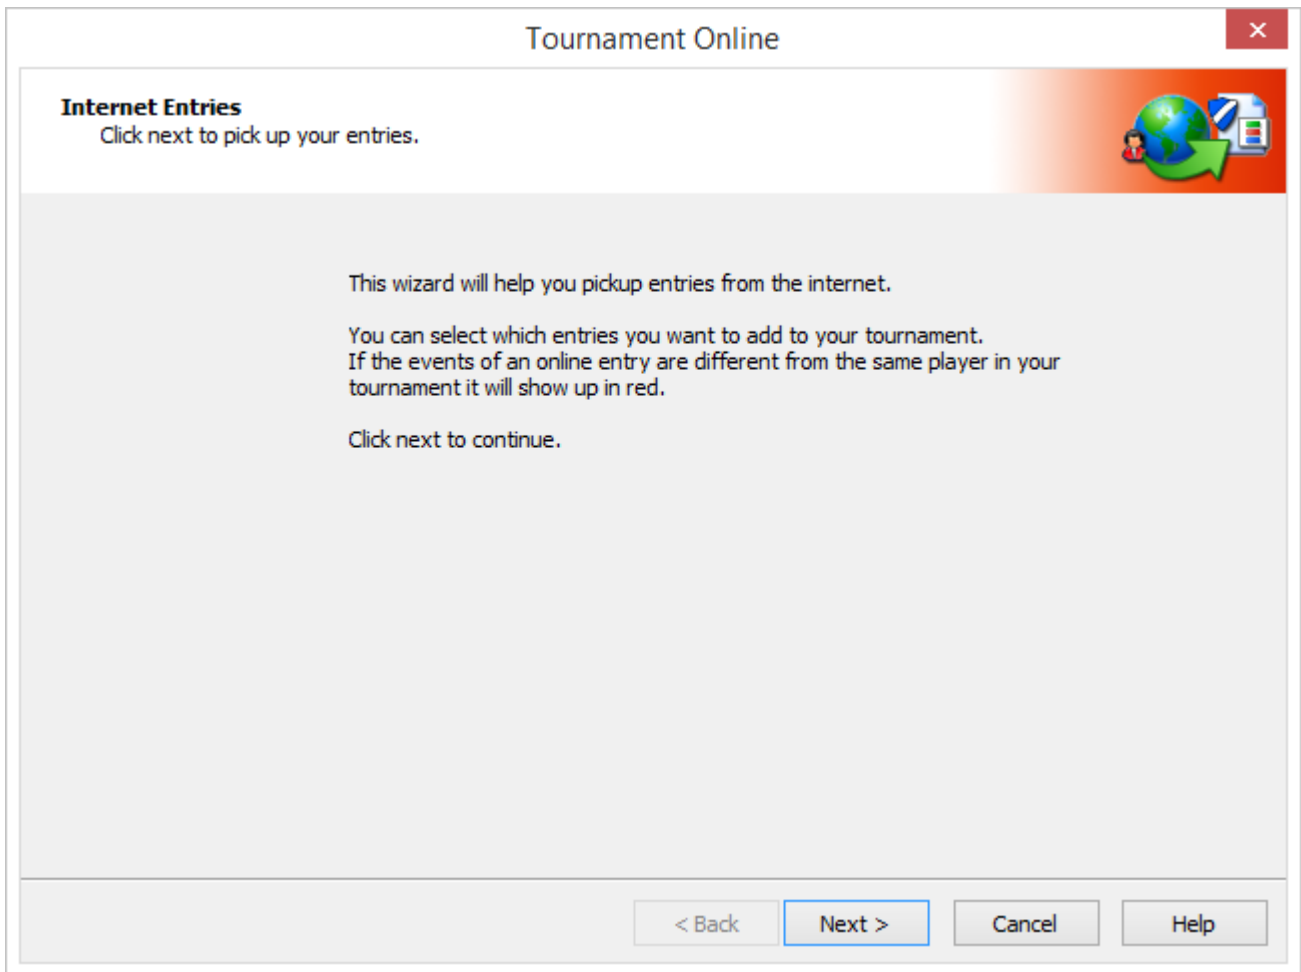 Tournament Online
Internet Entries
Click next to pick up your entries.
This wizard will help you pickup entries from the internet.
You can select which entries you want to add to your tournament.
If the events of an online entry are different from the same player in your
tournament it will show up in red.
Click next to continue.
< Back
Next >
Cancel
Help